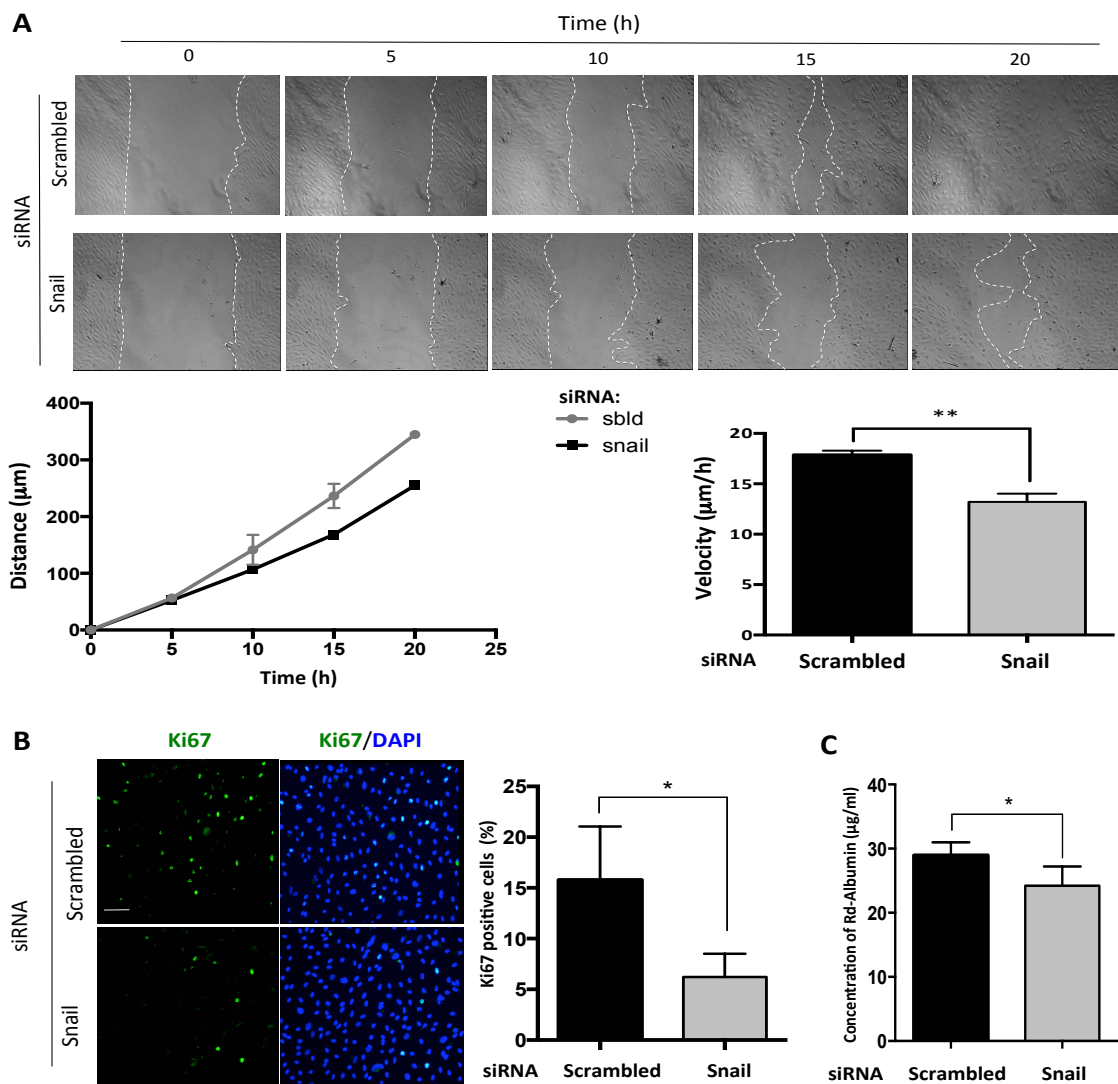 A
Time (h)
0 5 10 15 20
siRNA
Scrambled
Snail
400
300
200
100
0
Distance (μm)
0 5 10 15 20 25
Time (h)
siRNA:
sbld
snail
**
20
15
10
5
0
Velocity (μm/h)
siRNA Scrambled Snail
B
Ki67 Ki67/DAPI
siRNA
Scrambled
Snail
*
25
20
15
10
5
0
Ki67 positive cells (%)
siRNA Scrambled Snail
C
*
40
30
20
10
0
Concentration of Rd-Albumin (μg/ml)
siRNA Scrambled Snail